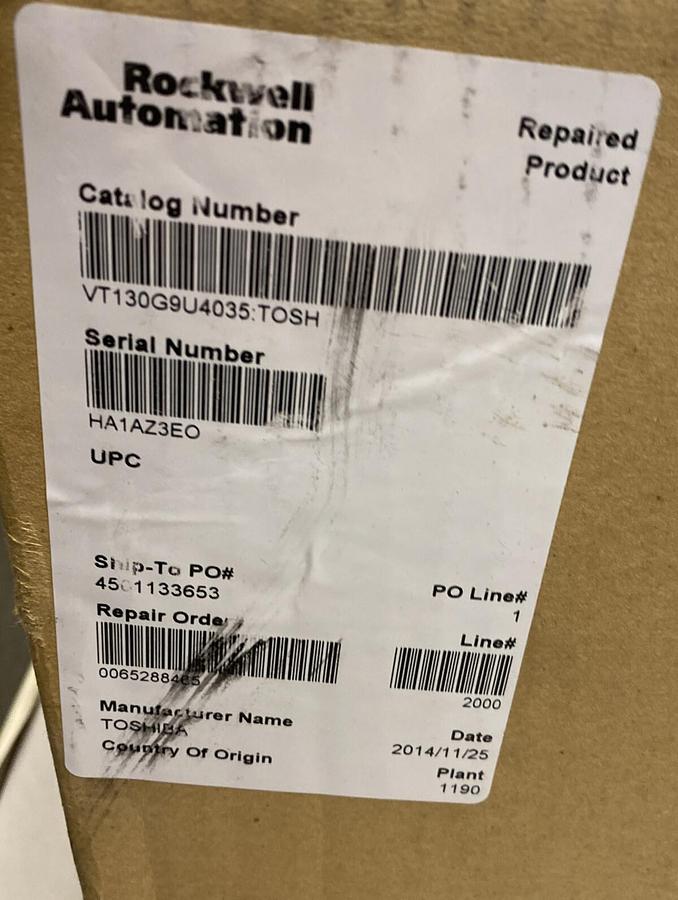 Rockwell
Automation
Repaired
Product
Catalog Number
VT130G9U4035:TOSH
Serial Number
HA1AZ3EO
UPC
Ship-To PO#
PO Line#
1
Repair Order
Line#
2000
Manufacturer Name
TOSHIBA
Country Of Origin
Date
2014/11/25
Plant
1190